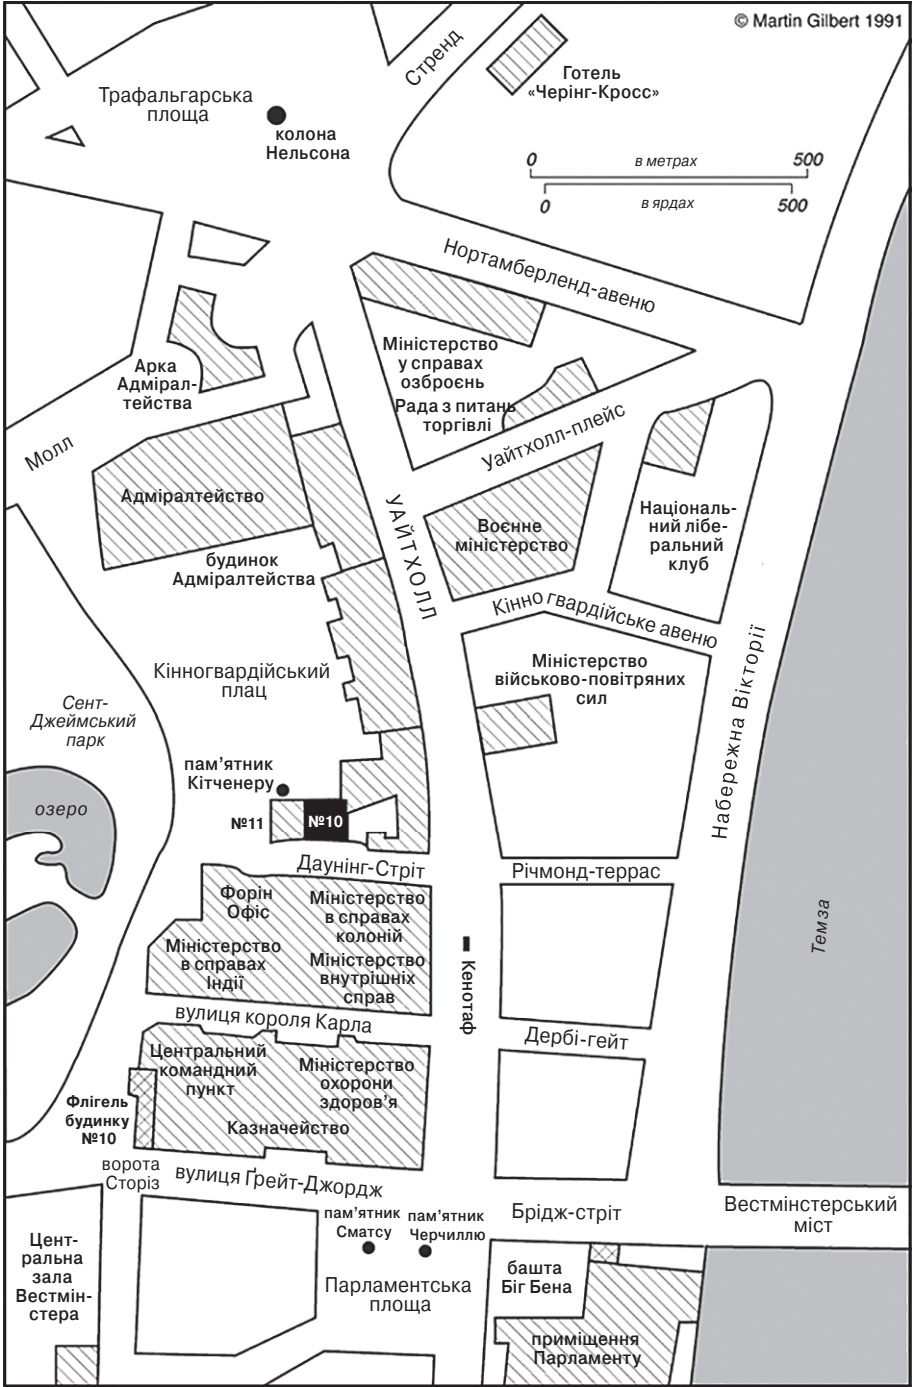 © Martin Gilbert 1991
Стренд
Готель
«Черінг-Кросс»
Трафальгарська
площа
колона
Нельсона
0 в метрах 500
в ярдах
0 500
Нортамберленд-авеню
Міністерство
у справах
озброєнь
Рада з питань
торгівлі
Арка
Адмірал-
тейства
Молл
Уайтхолл-плейс
Адміралтейство
УАЙТХОЛЛ
Воєнне
міністерство
Національ-
ний лібе-
ральний
клуб
будинок
Адміралтейства
Кінно гвардійське авеню
Кінногвардійський
плац
Міністерство
військово-повітряних
сил
Набережна Вікторії
Сент-
Джеймський
парк
пам’ятник
Кітченеру
озеро
№11
№10
Даунінг-Стріт
Річмонд-террас
Форін
Офіс
Міністерство
в справах
колоній
Міністерство
в справах
Індії
Міністерство
внутрішніх
справ
Кенотаф
Темза
вулиця короля Карла
Дербі-гейт
Центральний
командний
пункт
Міністерство
охорони
здоров’я
Флігель
будинку
№10
Казначейство
ворота
Сторіз
вулиця Ґрейт-Джордж
пам’ятник
Сматсу
пам’ятник
Черчиллю
Брідж-стріт
Вестмінстерський
міст
Цент-
ральна
зала
Вестмін-
стера
Парламентська
площа
башта
Біг Бена
приміщення
Парламенту